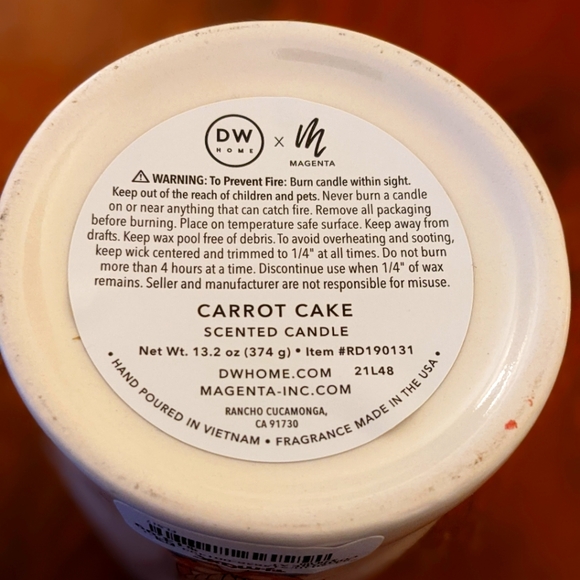 DW
HOME
x
M
MAGENTA
⚠ WARNING: To Prevent Fire: Burn candle within sight.
Keep out of the reach of children and pets. Never burn a candle
on or near anything that can catch fire. Remove all packaging
before burning. Place on temperature safe surface. Keep away from
drafts. Keep wax pool free of debris. To avoid overheating and sooting,
keep wick centered and trimmed to 1/4" at all times. Do not burn
more than 4 hours at a time. Discontinue use when 1/4" of wax
remains. Seller and manufacturer are not responsible for misuse.
CARROT CAKE
SCENTED CANDLE
Net Wt. 13.2 oz (374 g) • Item #RD190131
DWHOME.COM 21L48
MAGENTA-INC.COM
RANCHO CUCAMONGA,
CA 91730
• HAND POURED IN VIETNAM • FRAGRANCE MADE IN THE USA •